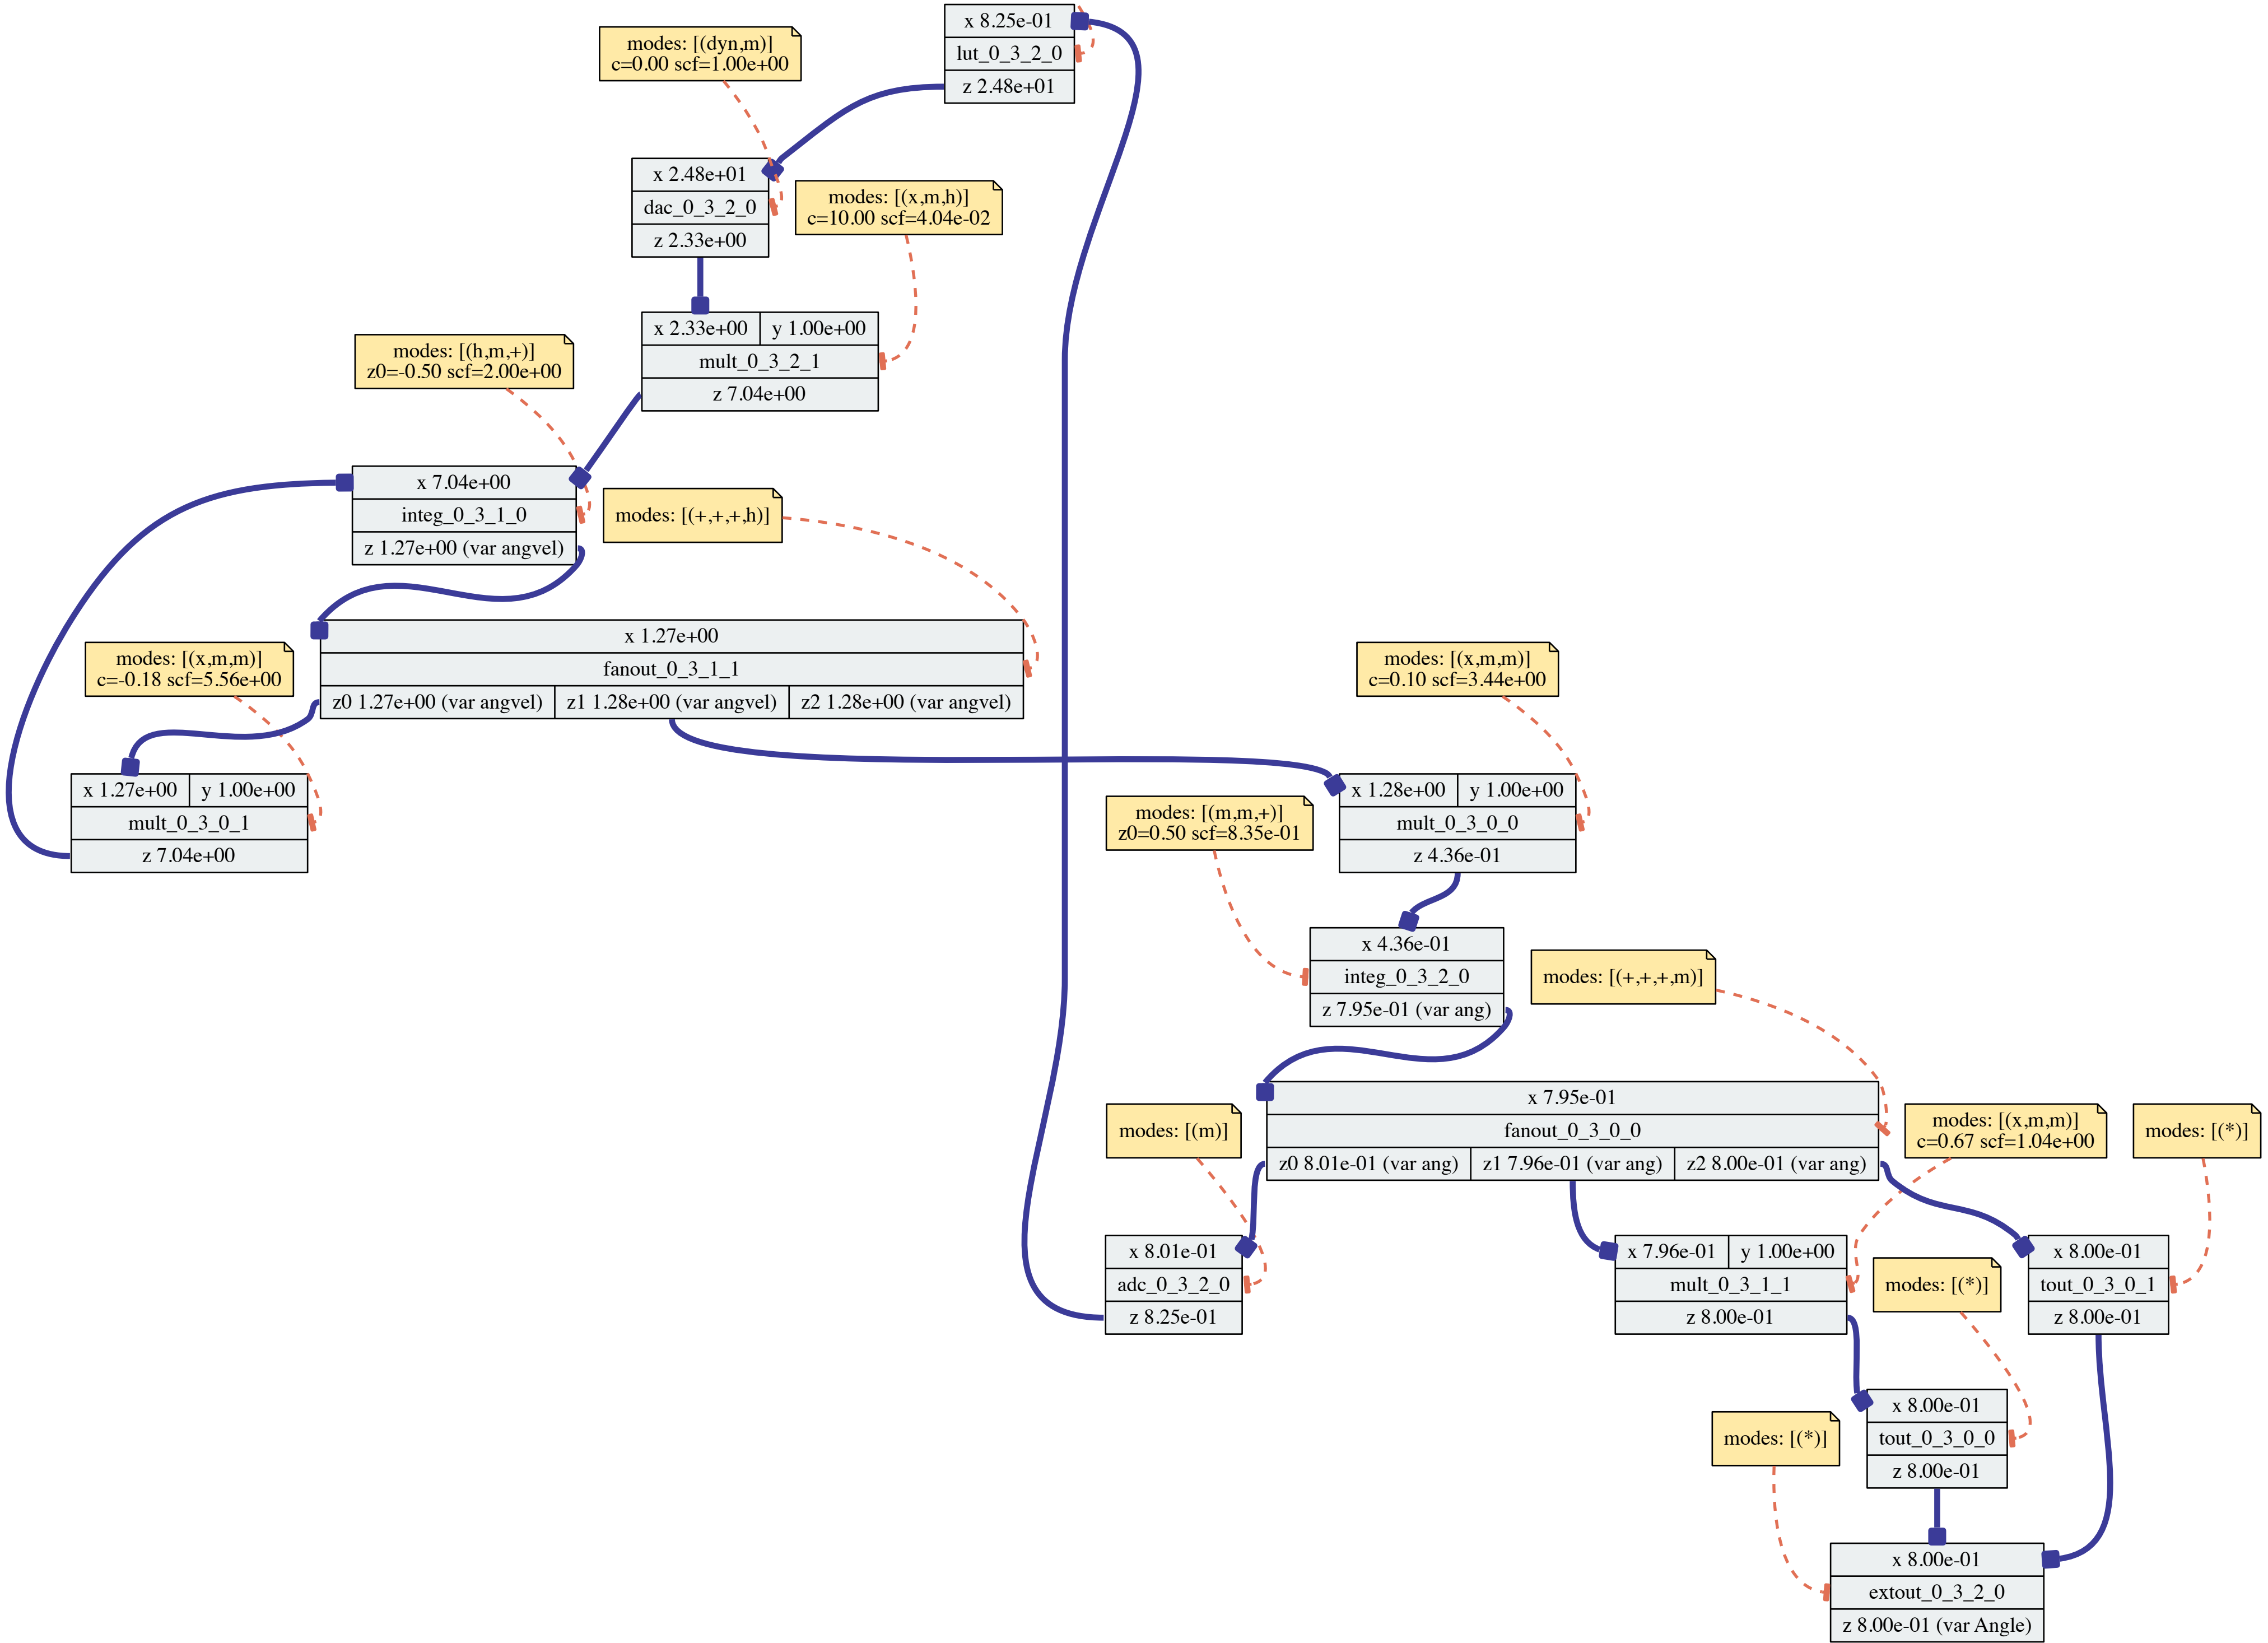 x 8.25e-01
lut_0_3_2_0
z 2.48e+01
modes: [(dyn,m)]
c=0.00 scf=1.00e+00
x 2.48e+01
dac_0_3_2_0
z 2.33e+00
modes: [(x,m,h)]
c=10.00 scf=4.04e-02
x 2.33e+00 y 1.00e+00
mult_0_3_2_1
z 7.04e+00
modes: [(h,m,+)]
z0=-0.50 scf=2.00e+00
x 7.04e+00
integ_0_3_1_0
z 1.27e+00 (var angvel)
modes: [(+,+,+,h)]
x 1.27e+00
fanout_0_3_1_1
z0 1.27e+00 (var angvel) z1 1.28e+00 (var angvel) z2 1.28e+00 (var angvel)
modes: [(x,m,m)]
c=-0.18 scf=5.56e+00
x 1.27e+00 y 1.00e+00
mult_0_3_0_1
z 7.04e+00
modes: [(x,m,m)]
c=0.10 scf=3.44e+00
x 1.28e+00 y 1.00e+00
mult_0_3_0_0
z 4.36e-01
modes: [(m,m,+)]
z0=0.50 scf=8.35e-01
x 4.36e-01
integ_0_3_2_0
z 7.95e-01 (var ang)
modes: [(+,+,+,m)]
x 7.95e-01
fanout_0_3_0_0
z0 8.01e-01 (var ang) z1 7.96e-01 (var ang) z2 8.00e-01 (var ang)
modes: [(m)]
x 8.01e-01
adc_0_3_2_0
z 8.25e-01
modes: [(x,m,m)]
c=0.67 scf=1.04e+00
x 7.96e-01 y 1.00e+00
mult_0_3_1_1
z 8.00e-01
modes: [(*)]
x 8.00e-01
tout_0_3_0_1
z 8.00e-01
modes: [(*)]
x 8.00e-01
tout_0_3_0_0
z 8.00e-01
modes: [(*)]
x 8.00e-01
extout_0_3_2_0
z 8.00e-01 (var Angle)